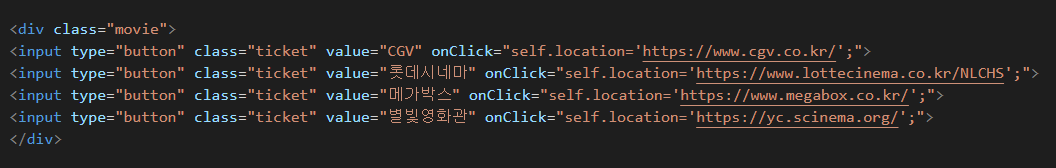 <div class="movie">
<input type="button" class="ticket" value="CGV" onClick="self.location='https://www.cgv.co.kr/';">
<input type="button" class="ticket" value="롯데시네마" onClick="self.location='https://www.lottecinema.co.kr/NLCHS';">
<input type="button" class="ticket" value="메가박스" onClick="self.location='https://www.megabox.co.kr/';">
<input type="button" class="ticket" value="별빛영화관" onClick="self.location='https://yc.scinema.org/';">
</div>